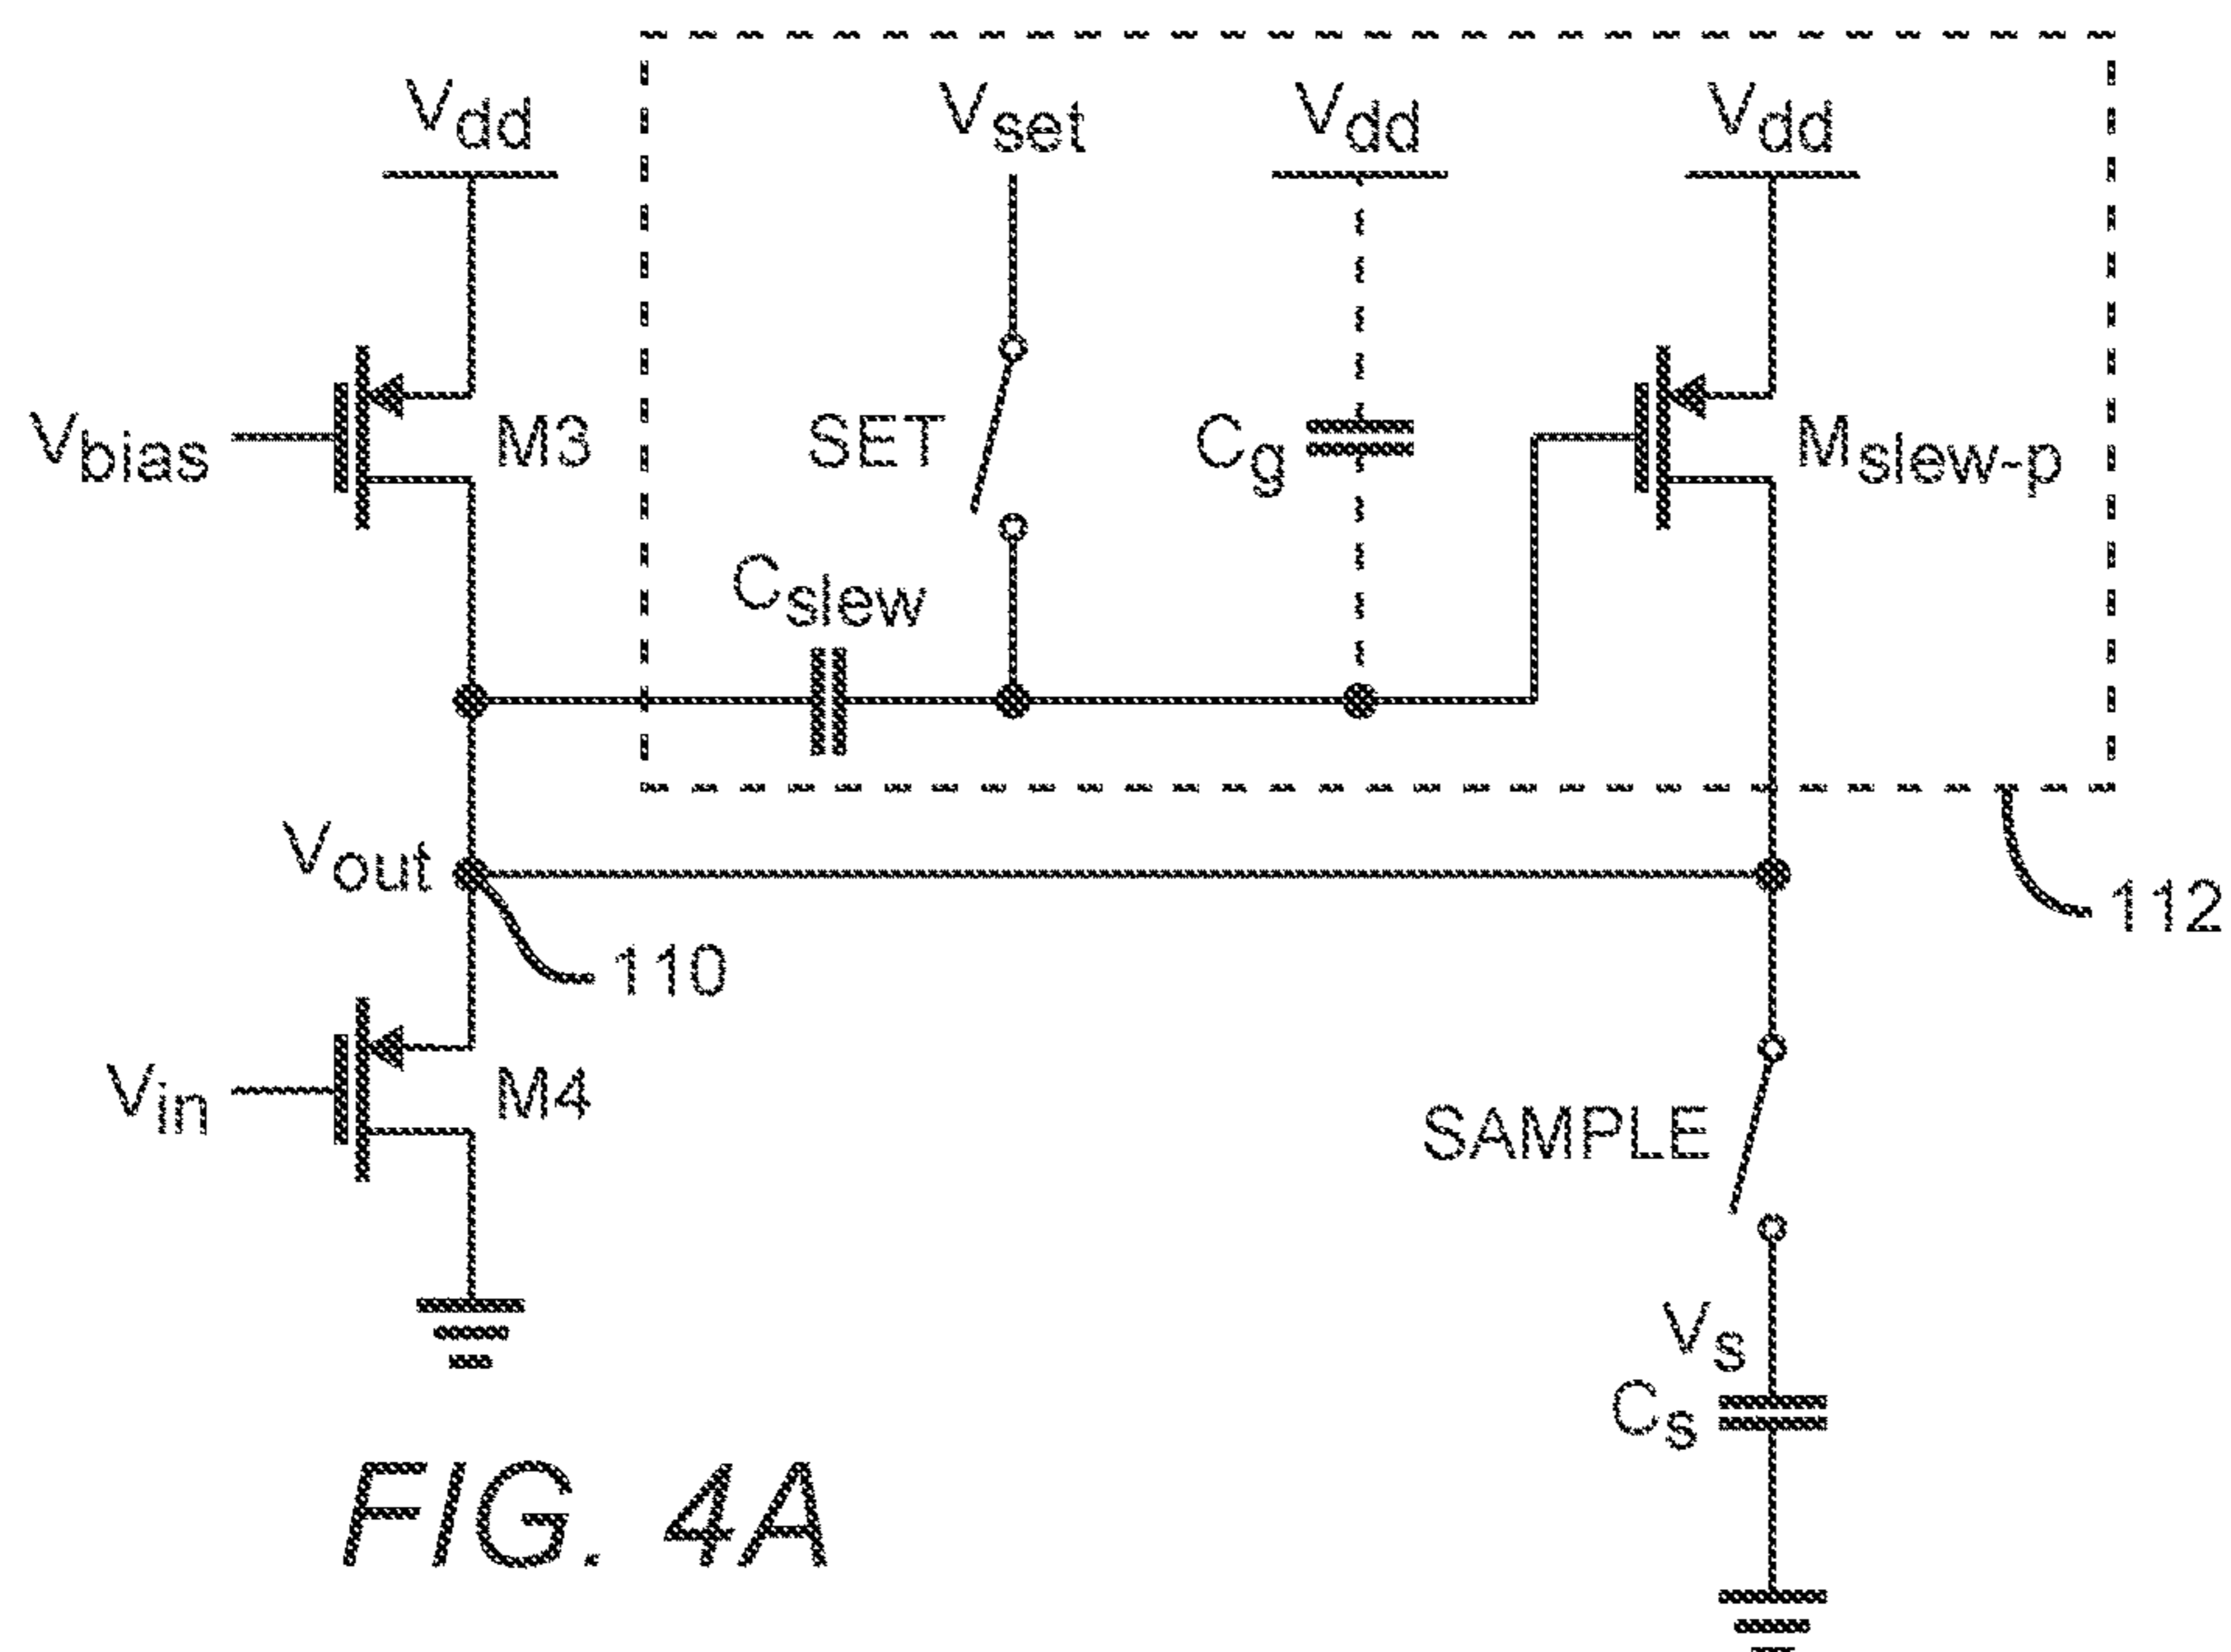 Vdd
Vset
Vdd
Vdd
Vbias
M3
SET
Cg
Mslew-p
Cslew
Vout
110
112
Vin
M4
SAMPLE
Vs
Cs
FIG. 4A